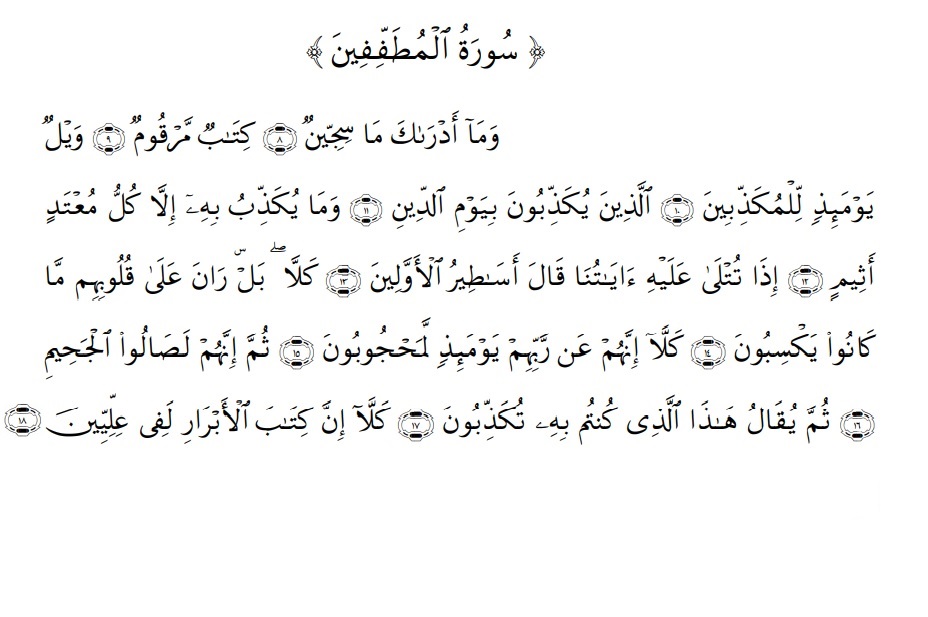 ﴿ سُورَةُ ٱلْمُطَفِّفِينَ ﴾
وَمَآ أَدْرَىٰكَ مَا سِجِّينٌ ٨ كِتَـٰبٌ مَّرْقُومٌ ٩ وَيْلٌ
يَوْمَئِذٍ لِّلْمُكَذِّبِينَ ١٠ ٱلَّذِينَ يُكَذِّبُونَ بِيَوْمِ ٱلدِّينِ ١١ وَمَا يُكَذِّبُ بِهِۦٓ إِلَّا كُلُّ مُعْتَدٍ
أَثِيمٍ ١٢ إِذَا تُتْلَىٰ عَلَيْهِ ءَايَـٰتُنَا قَالَ أَسَـٰطِيرُ ٱلْأَوَّلِينَ ١٣ كَلَّا ۖ بَلْ ۜ رَانَ عَلَىٰ قُلُوبِهِم مَّا
كَانُوا۟ يَكْسِبُونَ ١٤ كَلَّآ إِنَّهُمْ عَن رَّبِّهِمْ يَوْمَئِذٍ لَّمَحْجُوبُونَ ١٥ ثُمَّ إِنَّهُمْ لَصَالُوا۟ ٱلْجَحِيمِ
١٦ ثُمَّ يُقَالُ هَـٰذَا ٱلَّذِى كُنتُم بِهِۦ تُكَذِّبُونَ ١٧ كَلَّآ إِنَّ كِتَـٰبَ ٱلْأَبْرَارِ لَفِى عِلِّيِّينَ ١٨